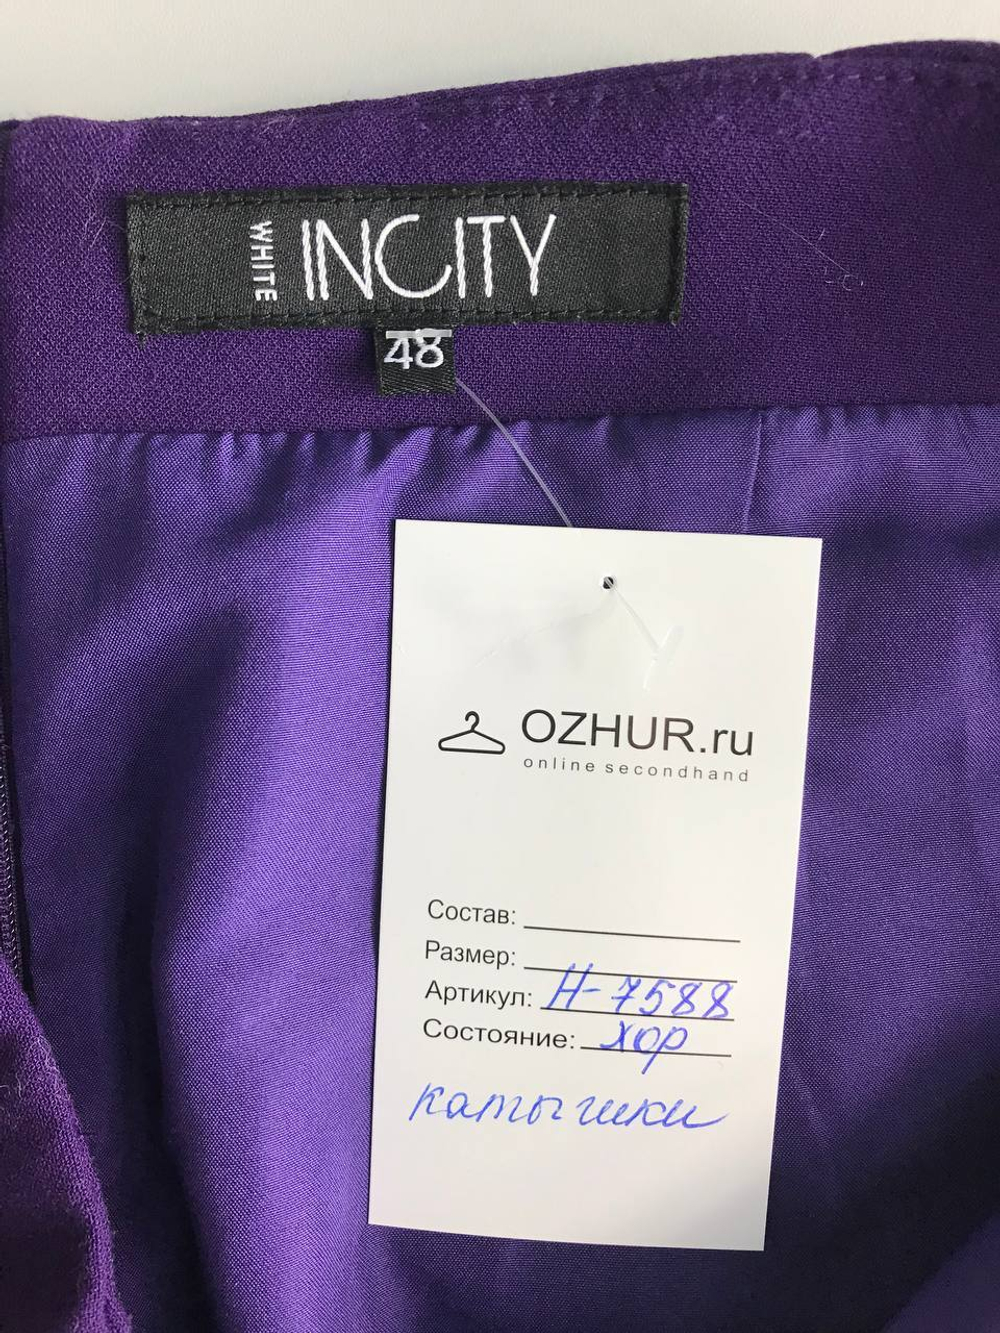 WHITE INCITY
48
OZHUR.ru
online secondhand
Состав:
Размер:
Артикул: Н-7588
Состояние: хор
катышки